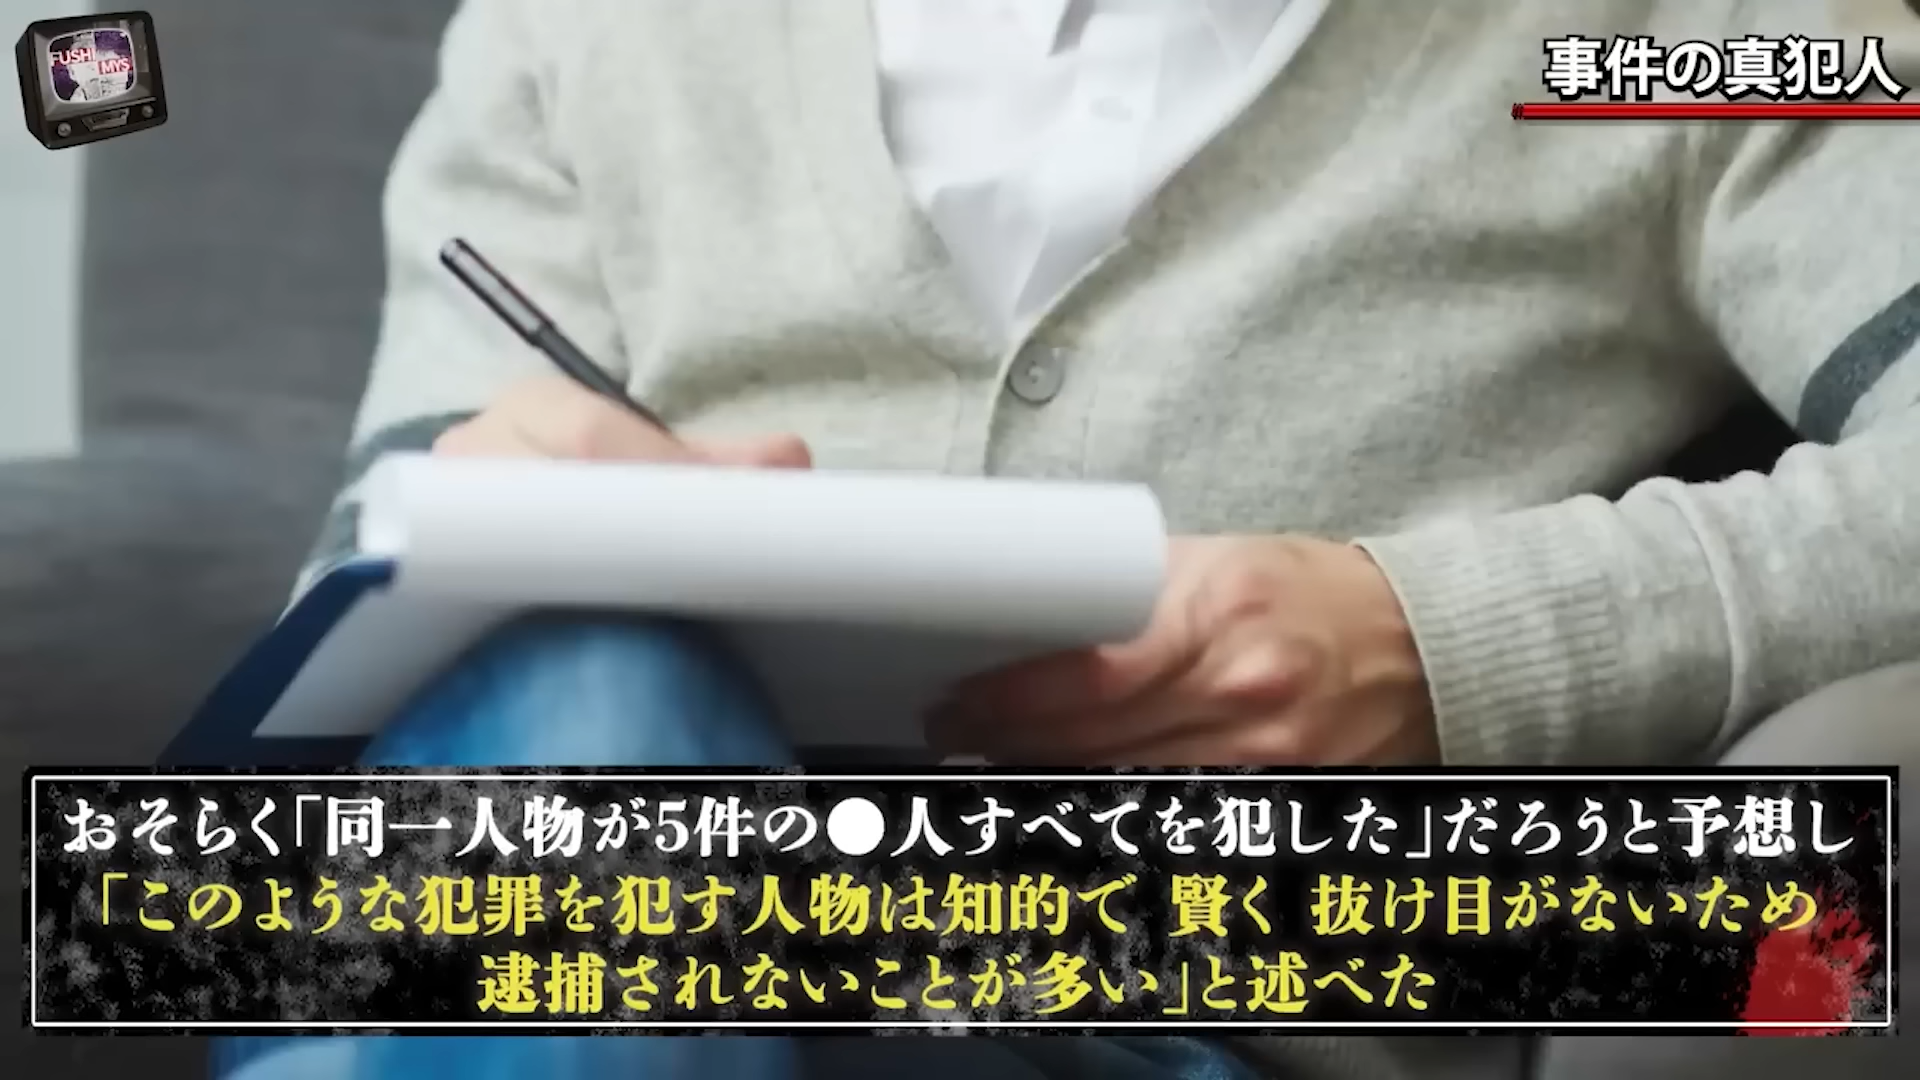 FUSHI
MYS
事件の真犯人
おそらく「同一人物が5件の●人すべてを犯した」だろうと予想し
「このような犯罪を犯す人物は知的で 賢く 抜け目がないため
逮捕されないことが多い」と述べた